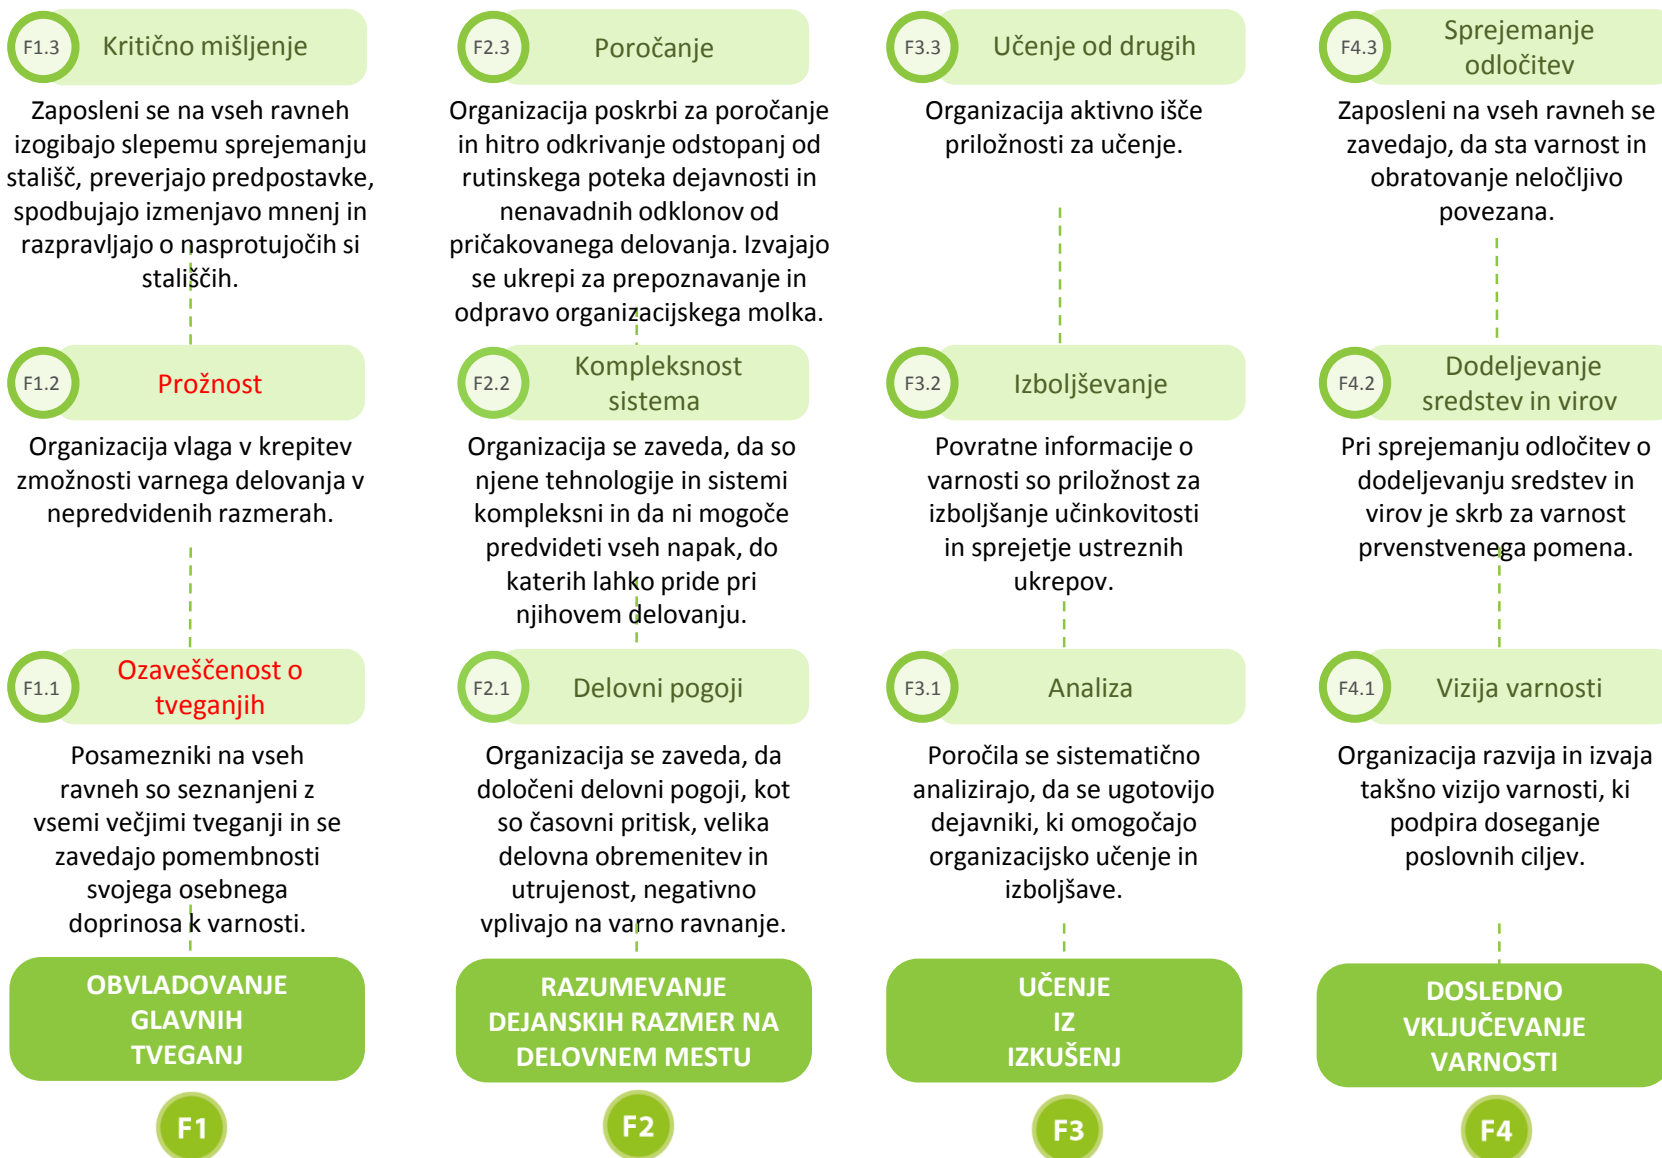 F1.3
Kritično mišljenje
Zaposleni se na vseh ravneh
izogibajo slepemu sprejemanju
stališč, preverjajo predpostavke,
spodbujajo izmenjavo mnenj in
razpravljajo o nasprotujočih si
stališčih.
F1.2
Prožnost
Organizacija vlaga v krepitev
zmožnosti varnega delovanja v
nepredvidenih razmerah.
F1.1
Ozaveščenost o
tveganjih
Posamezniki na vseh
ravneh so seznanjeni z
vsemi večjimi tveganji in se
zavedajo pomembnosti
svojega osebnega
doprinosa k varnosti.
OBVLADOVANJE
GLAVNIH
TVEGANJ
F1
F2.3
Poročanje
Organizacija poskrbi za poročanje
in hitro odkrivanje odstopanj od
rutinskega poteka dejavnosti in
nenavadnih odklonov od
pričakovanega delovanja. Izvajajo
se ukrepi za prepoznavanje in
odpravo organizacijskega molka.
F2.2
Kompleksnost
sistema
Organizacija se zaveda, da so
njene tehnologije in sistemi
kompleksni in da ni mogoče
predvideti vseh napak, do
katerih lahko pride pri
njihovem delovanju.
F2.1
Delovni pogoji
Organizacija se zaveda, da
določeni delovni pogoji, kot
so časovni pritisk, velika
delovna obremenitev in
utrujenost, negativno
vplivajo na varno ravnanje.
RAZUMEVANJE
DEJANSKIH RAZMER NA
DELOVNEM MESTU
F2
F3.3
Učenje od drugih
Organizacija aktivno išče
priložnosti za učenje.
F3.2
Izboljševanje
Povratne informacije o
varnosti so priložnost za
izboljšanje učinkovitosti
in sprejetje ustreznih
ukrepov.
F3.1
Analiza
Poročila se sistematično
analizirajo, da se ugotovijo
dejavniki, ki omogočajo
organizacijsko učenje in
izboljšave.
UČENJE
IZ
IZKUŠENJ
F3
F4.3
Sprejemanje
odločitev
Zaposleni na vseh ravneh se
zavedajo, da sta varnost in
obratovanje neločljivo
povezana.
F4.2
Dodeljevanje
sredstev in virov
Pri sprejemanju odločitev o
dodeljevanju sredstev in
virov je skrb za varnost
prvenstvenega pomena.
F4.1
Vizija varnosti
Organizacija razvija in izvaja
takšno vizijo varnosti, ki
podpira doseganje
poslovnih ciljev.
DOSLEDNO
VKLJUČEVANJE
VARNOSTI
F4